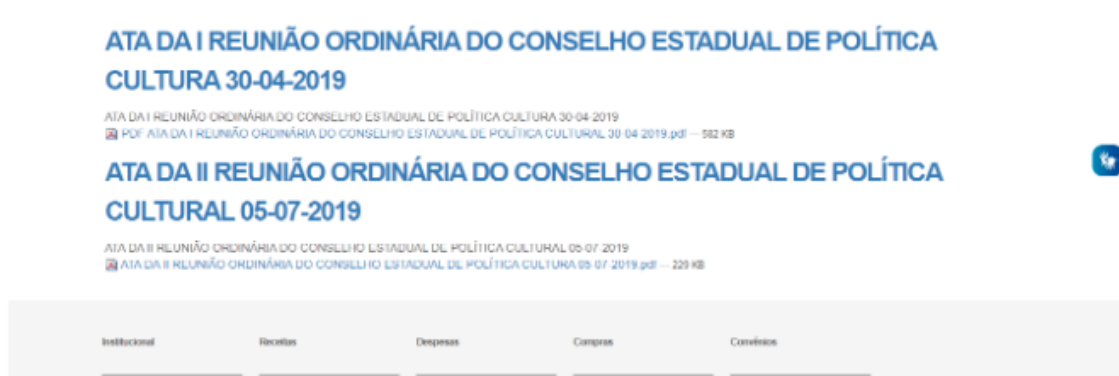 ATA DA I REUNIÃO ORDINÁRIA DO CONSELHO ESTADUAL DE POLÍTICA
CULTURA 30-04-2019
ATA DA I REUNIÃO ORDINÁRIA DO CONSELHO ESTADUAL DE POLÍTICA CULTURA 30-04-2019
PDF ATA DA I REUNIÃO ORDINÁRIA DO CONSELHO ESTADUAL DE POLÍTICA CULTURAL 30 04 2019.pdf — 582 KB
ATA DA II REUNIÃO ORDINÁRIA DO CONSELHO ESTADUAL DE POLÍTICA
CULTURAL 05-07-2019
ATA DA II REUNIÃO ORDINÁRIA DO CONSELHO ESTADUAL DE POLÍTICA CULTURAL 05-07 2019
ATA DA II REUNIÃO ORDINÁRIA DO CONSELHO ESTADUAL DE POLÍTICA CULTURA 05 07 2019.pdf — 229 KB
Institucional Receitas Despesas Compras Convênios